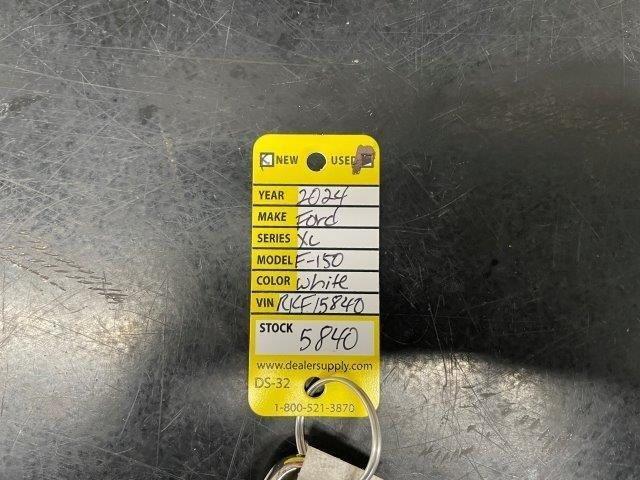 NEW USED
YEAR 2024
MAKE Ford
SERIES XL
MODEL F-150
COLOR White
VIN RKF15840
STOCK 5840
www.dealersupply.com
DS-32
1-800-521-3870